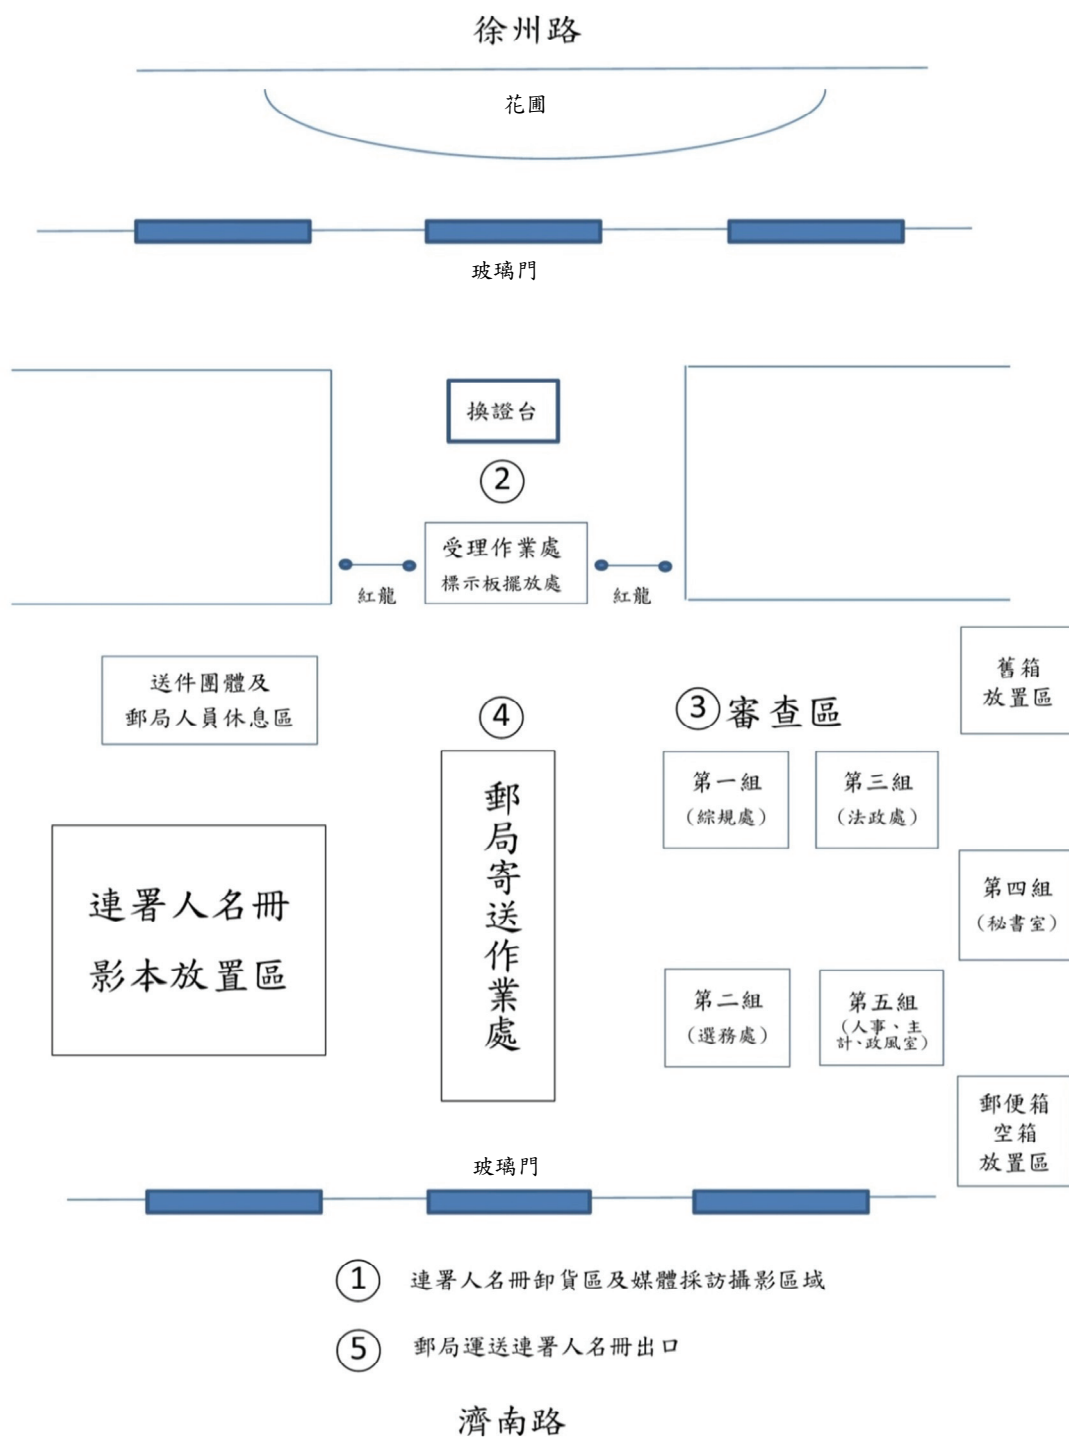 徐州路
花圃
玻璃門
換證台
②
受理作業處
標示板擺放處
紅龍
紅龍
送件團體及
郵局人員休息區
④
③審查區
舊箱
放置區
郵局寄送作業處
第一組
(綜規處)
第三組
(法政處)
連署人名冊
影本放置區
第四組
(秘書室)
第二組
(選務處)
第五組
(人事、主
計、政風室)
郵便箱
空箱
放置區
玻璃門
① 連署人名冊卸貨區及媒體採訪攝影區域
⑤ 郵局運送連署人名冊出口
濟南路